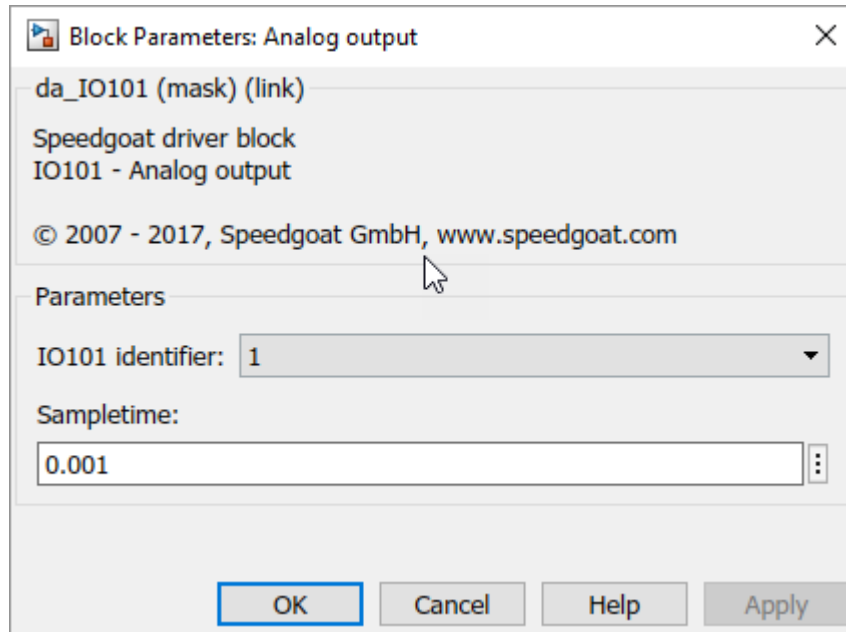 Block Parameters: Analog output
da_IO101 (mask) (link)
Speedgoat driver block
IO101 - Analog output
© 2007 - 2017, Speedgoat GmbH, www.speedgoat.com
Parameters
IO101 identifier: 1
Sampletime:
0.001
OK Cancel Help Apply